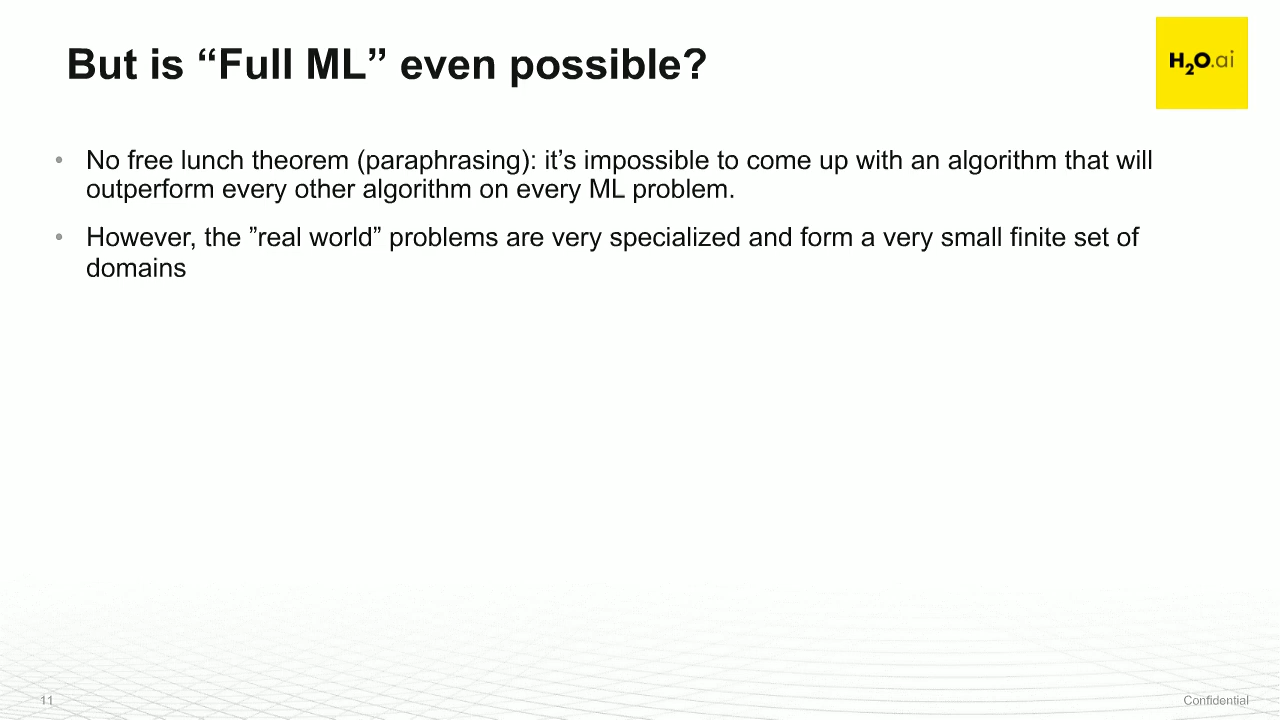 But is “Full ML” even possible?
H2O.ai
• No free lunch theorem (paraphrasing): it’s impossible to come up with an algorithm that will
outperform every other algorithm on every ML problem.
• However, the ”real world” problems are very specialized and form a very small finite set of
domains
11
Confidential